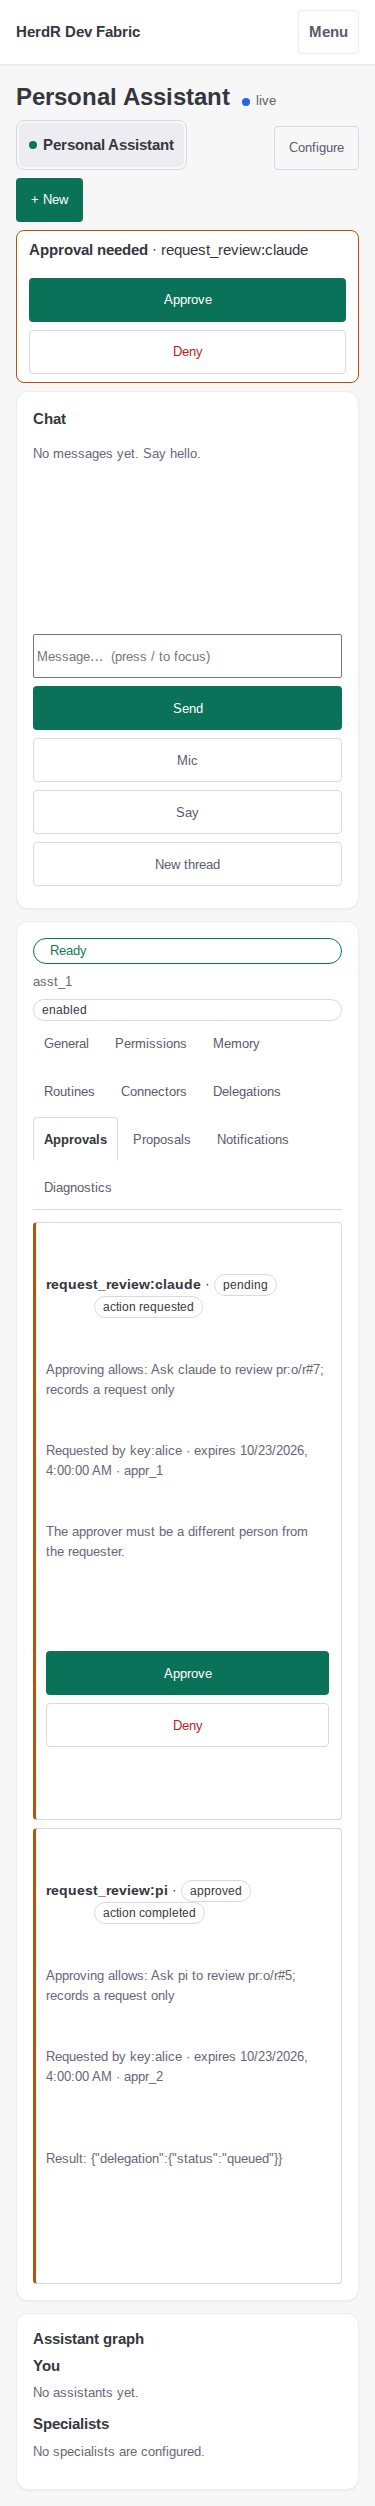 HerdR Dev Fabric
Menu
Personal Assistant
live
Personal Assistant
Configure
+ New
Approval needed · request_review:claude
Approve
Deny
Chat
No messages yet. Say hello.
Message… (press / to focus)
Send
Mic
Say
New thread
Ready
asst_1
enabled
General Permissions Memory
Routines Connectors Delegations
Approvals Proposals Notifications
Diagnostics
request_review:claude · pending
action requested
Approving allows: Ask claude to review pr:o/r#7;
records a request only
Requested by key:alice · expires 10/23/2026,
4:00:00 AM · appr_1
The approver must be a different person from
the requester.
Approve
Deny
request_review:pi · approved
action completed
Approving allows: Ask pi to review pr:o/r#5;
records a request only
Requested by key:alice · expires 10/23/2026,
4:00:00 AM · appr_2
Result: {"delegation":{"status":"queued"}}
Assistant graph
You
No assistants yet.
Specialists
No specialists are configured.